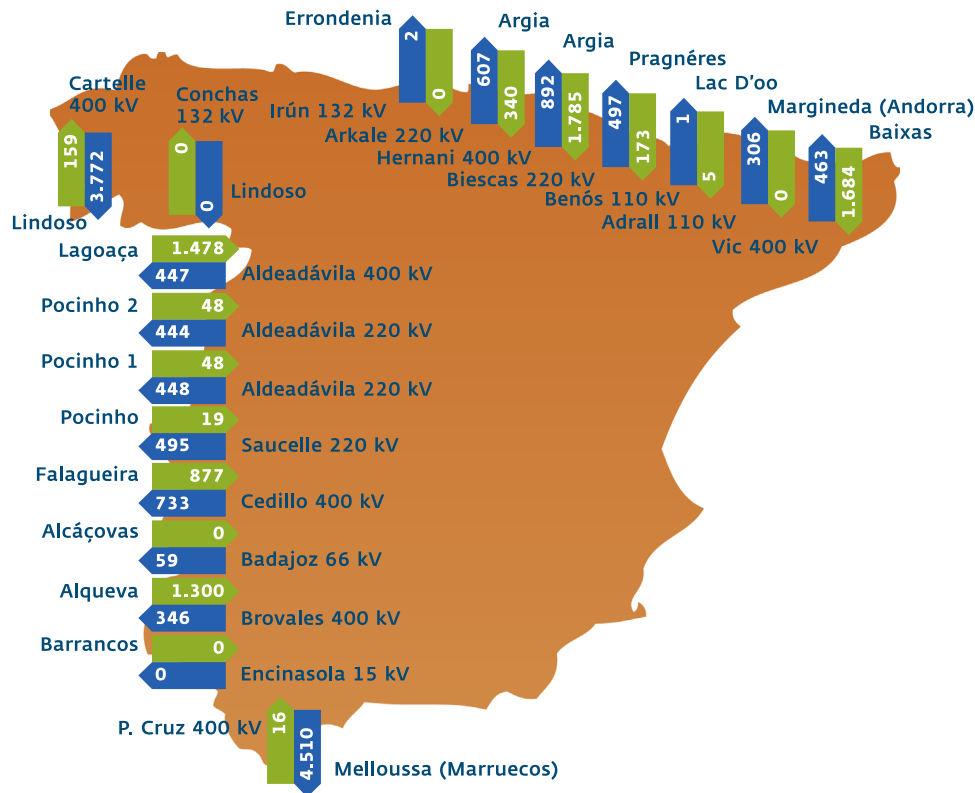 Errondenia
Argia
Argia
Pragnéres
Lac D'oo
Margineda (Andorra)
Baixas
2
0
607
340
892
1.785
497
173
1
5
306
0
463
1.684
Irún 132 kV
Arkale 220 kV
Hernani 400 kV
Biescas 220 kV
Benós 110 kV
Adrall 110 kV
Vic 400 kV
Cartelle
400 kV
159
3.772
Lindoso
Conchas
132 kV
0
0
Lindoso
Lagoaça
1.478
447
Aldeadávila 400 kV
Pocinho 2
48
444
Aldeadávila 220 kV
Pocinho 1
48
448
Aldeadávila 220 kV
Pocinho
19
495
Saucelle 220 kV
Falagueira
877
733
Cedillo 400 kV
Alcáçovas
0
59
Badajoz 66 kV
Alqueva
1.300
346
Brovales 400 kV
Barrancos
0
0
Encinasola 15 kV
P. Cruz 400 kV
16
4.510
Melloussa (Marruecos)